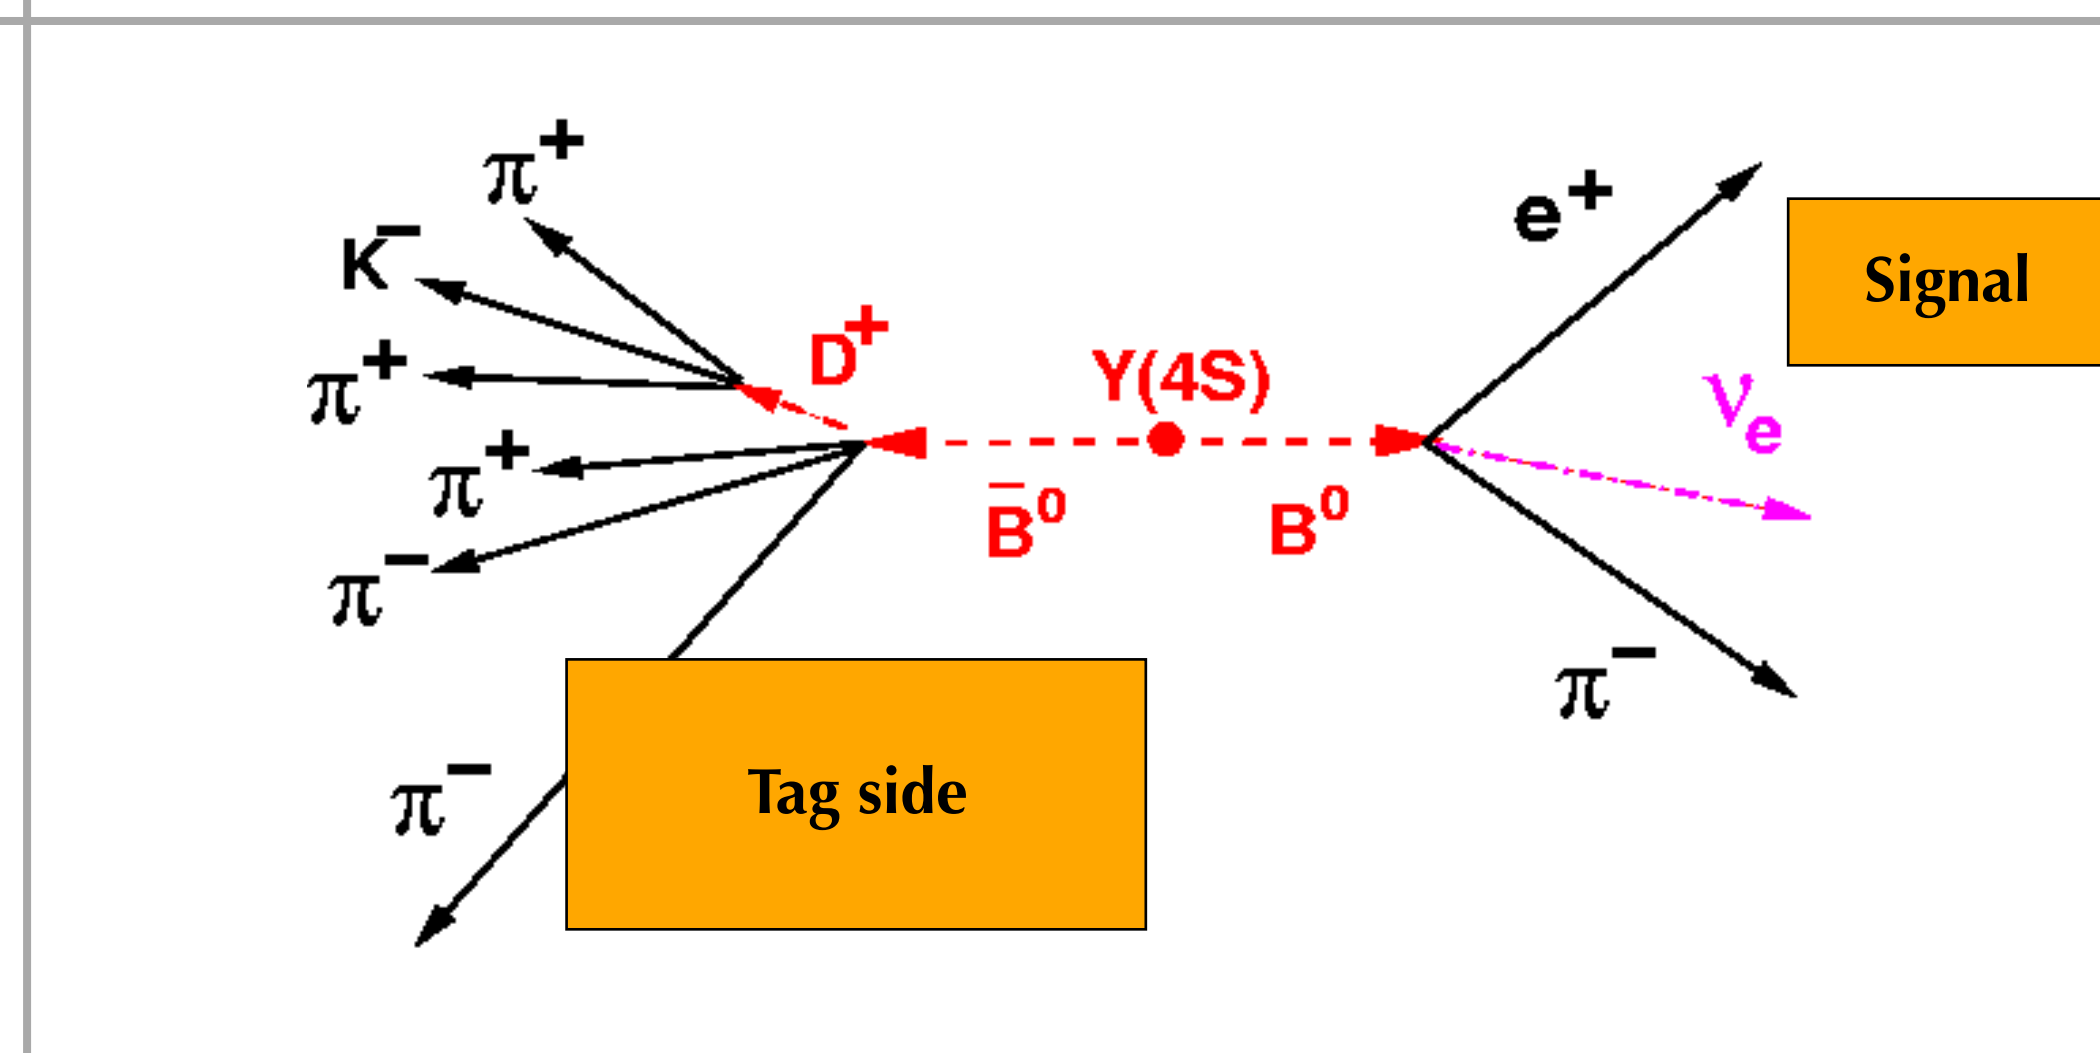 π⁺
e⁺
K⁻
Signal
D⁺
π⁺
Υ(4S)
νₑ
π⁺
B̄⁰
B⁰
π⁻
π⁻
π⁻
Tag side